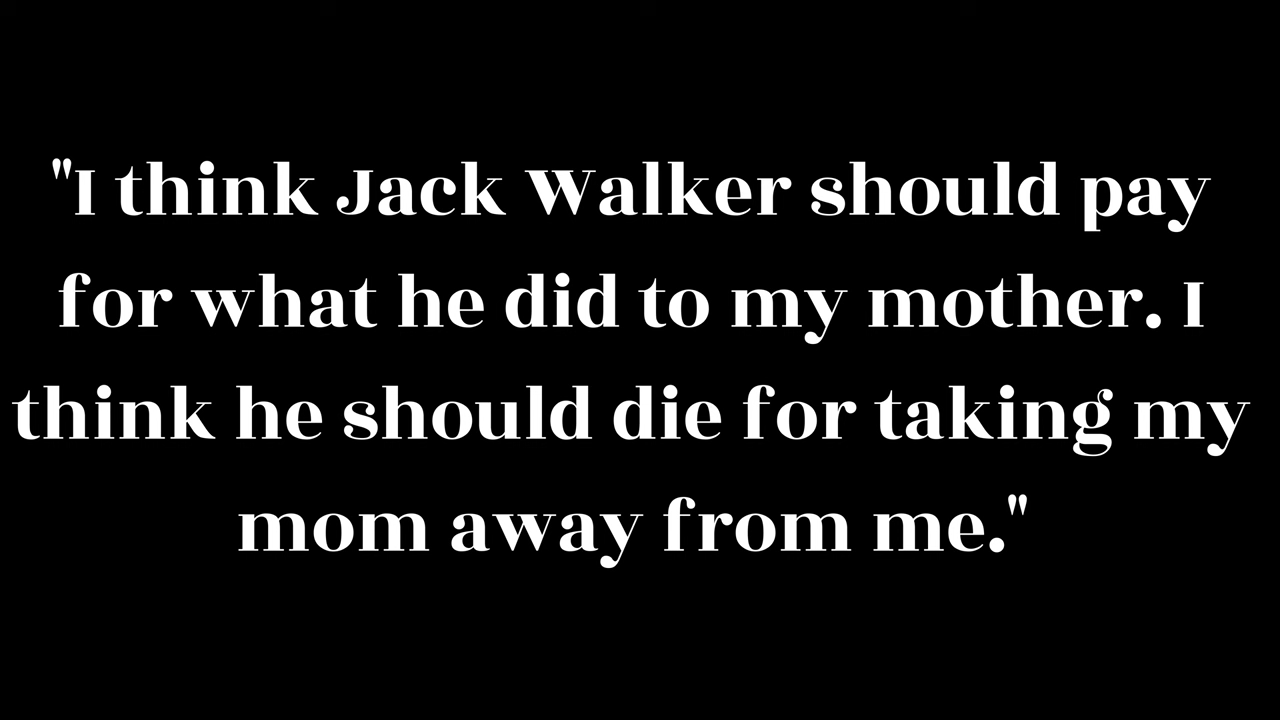 "I think Jack Walker should pay
for what he did to my mother. I
think he should die for taking my
mom away from me."